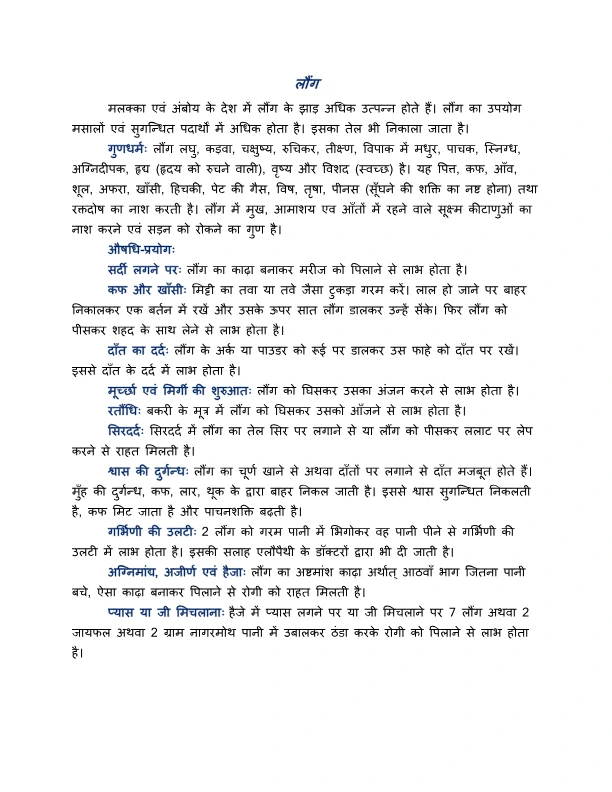 लौंग
मलक्का एवं अंबोय के देश में लौंग के झाड़ अधिक उत्पन्न होते हैं। लौंग का उपयोग
मसालों एवं सुगन्धित पदार्थों में अधिक होता है। इसका तेल भी निकाला जाता है।
गुणधर्मः लौंग लघु, कड़वा, चक्षुष्य, रुचिकर, तीक्ष्ण, विपाक में मधुर, पाचक, स्निग्ध,
अग्निदीपक, हृद्य (हृदय को रुचने वाली), वृष्य और विशद (स्वच्छ) है। यह पित्त, कफ, आँव,
शूल, अफरा, खाँसी, हिचकी, पेट की गैस, विष, तृषा, पीनस (सूँघने की शक्ति का नष्ट होना) तथा
रक्तदोष का नाश करती है। लौंग में मुख, आमाशय एव आँतों में रहने वाले सूक्ष्म कीटाणुओं का
नाश करने एवं सड़न को रोकने का गुण है।
औषधि-प्रयोगः
सर्दी लगने परः लौंग का काढ़ा बनाकर मरीज को पिलाने से लाभ होता है।
कफ और खाँसीः मिट्टी का तवा या तवे जैसा टुकड़ा गरम करें। लाल हो जाने पर बाहर
निकालकर एक बर्तन में रखें और उसके ऊपर सात लौंग डालकर उन्हें सेंके। फिर लौंग को
पीसकर शहद के साथ लेने से लाभ होता है।
दाँत का दर्दः लौंग के अर्क या पाउडर को रूई पर डालकर उस फाहे को दाँत पर रखें।
इससे दाँत के दर्द में लाभ होता है।
मूर्च्छा एवं मिर्गी की शुरुआतः लौंग को घिसकर उसका अंजन करने से लाभ होता है।
रतौंधिः बकरी के मूत्र में लौंग को घिसकर उसको आँजने से लाभ होता है।
सिरदर्दः सिरदर्द में लौंग का तेल सिर पर लगाने से या लौंग को पीसकर ललाट पर लेप
करने से राहत मिलती है।
श्वास की दुर्गन्धः लौंग का चूर्ण खाने से अथवा दाँतों पर लगाने से दाँत मजबूत होते हैं।
मुँह की दुर्गन्ध, कफ, लार, थूक के द्वारा बाहर निकल जाती है। इससे श्वास सुगन्धित निकलती
है, कफ मिट जाता है और पाचनशक्ति बढ़ती है।
गर्भिणी की उलटीः 2 लौंग को गरम पानी में भिगोकर वह पानी पीने से गर्भिणी की
उलटी में लाभ होता है। इसकी सलाह एलौपैथी के डॉक्टरों द्वारा भी दी जाती है।
अग्निमांद्य, अजीर्ण एवं हैजाः लौंग का अष्टमांश काढ़ा अर्थात् आठवाँ भाग जितना पानी
बचे, ऐसा काढ़ा बनाकर पिलाने से रोगी को राहत मिलती है।
प्यास या जी मिचलानाः हैजे में प्यास लगने पर या जी मिचलाने पर 7 लौंग अथवा 2
जायफल अथवा 2 ग्राम नागरमोथ पानी में उबालकर ठंडा करके रोगी को पिलाने से लाभ होता
है।